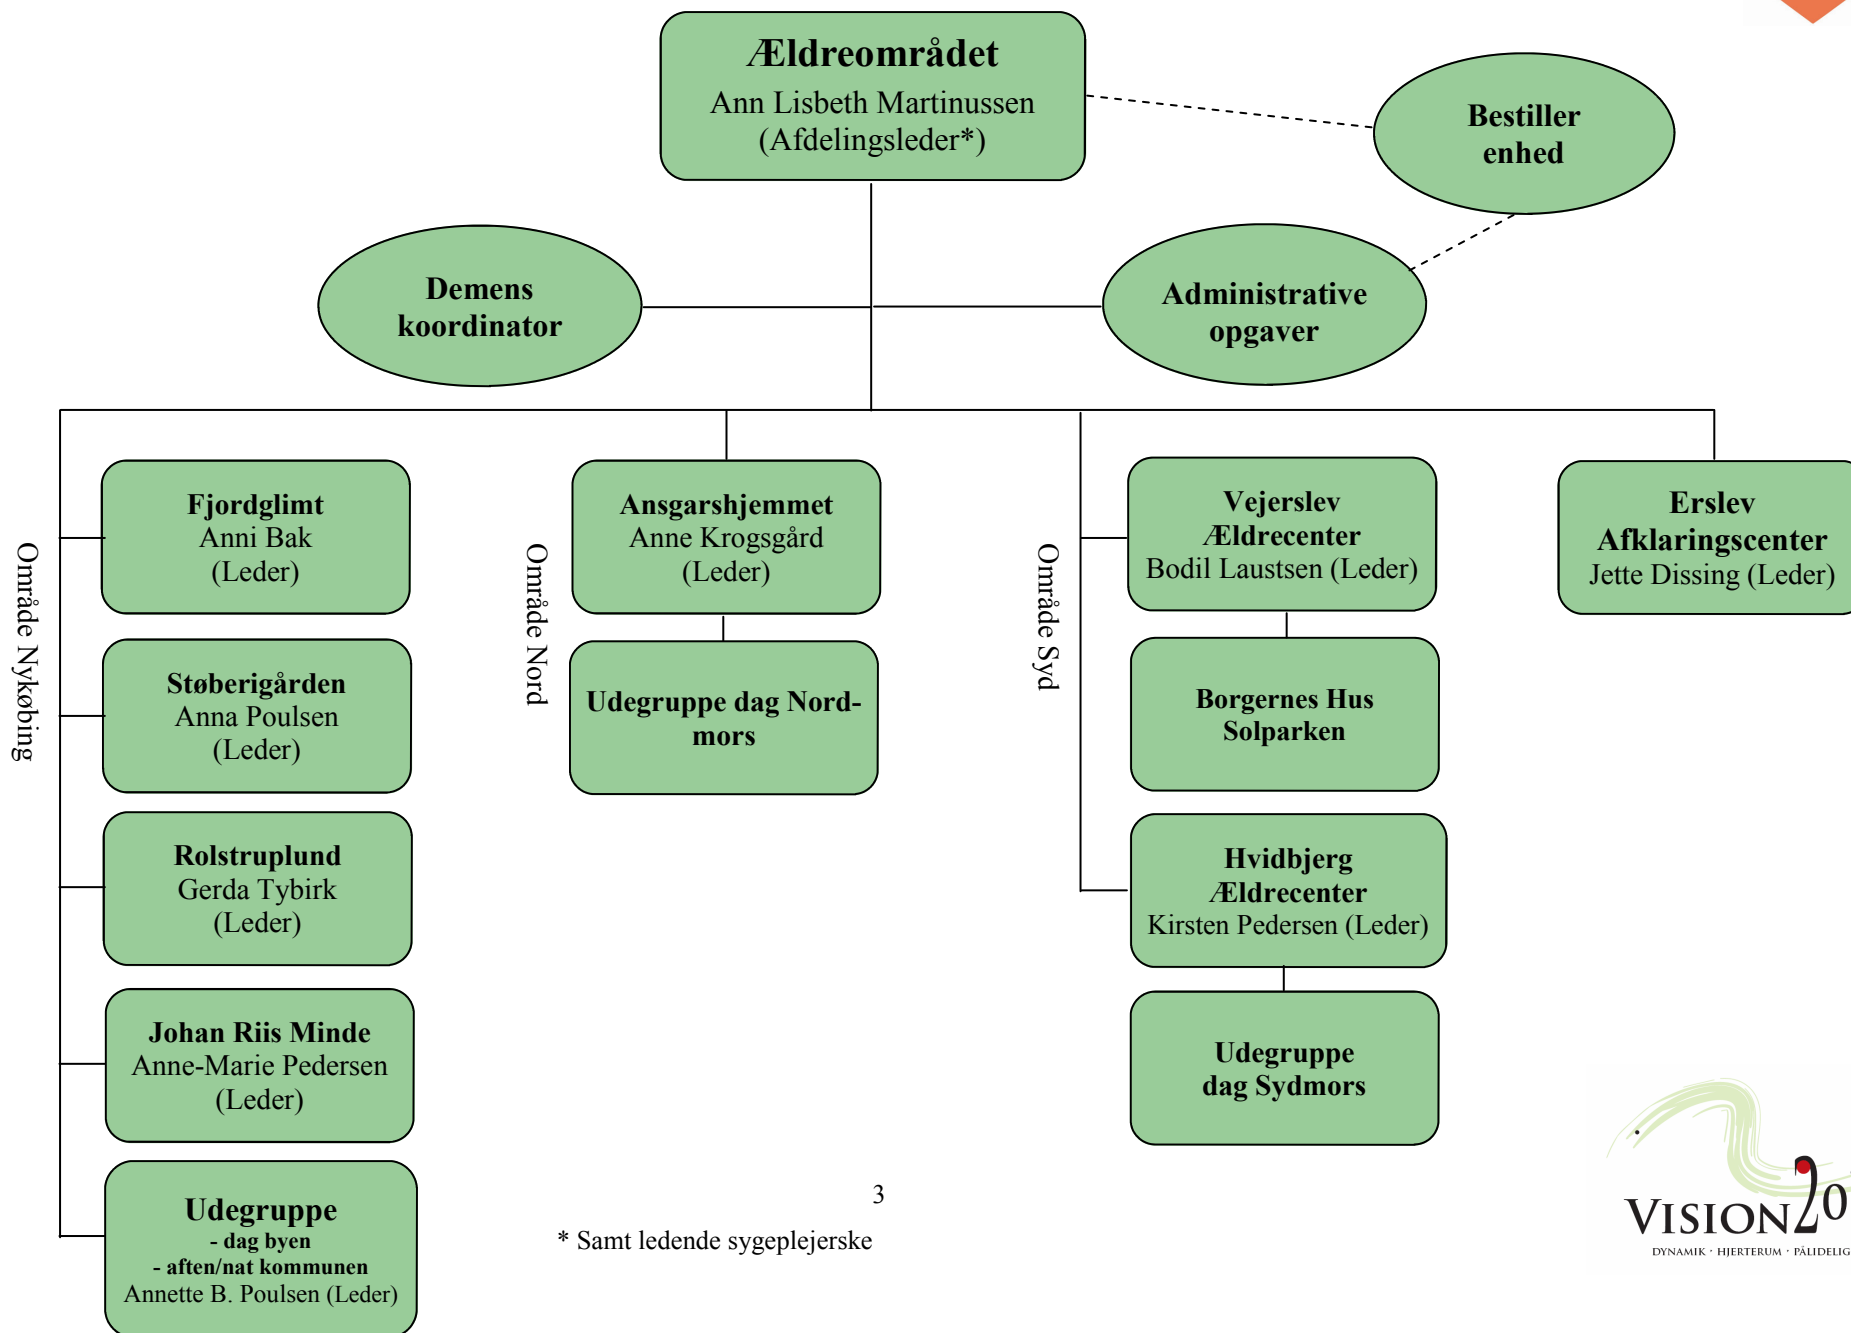 Ældreområdet
Ann Lisbeth Martinussen
(Afdelingsleder*)
Bestiller
enhed
Demens
koordinator
Administrative
opgaver
Område Nykøbing
Fjordglimt
Anni Bak
(Leder)
Støberigården
Anna Poulsen
(Leder)
Rolstruplund
Gerda Tybirk
(Leder)
Johan Riis Minde
Anne-Marie Pedersen
(Leder)
Udegruppe
- dag byen
- aften/nat kommunen
Annette B. Poulsen (Leder)
Område Nord
Ansgarshjemmet
Anne Krogsgård
(Leder)
Udegruppe dag Nord-
mors
Område Syd
Vejerslev
Ældrecenter
Bodil Laustsen (Leder)
Borgernes Hus
Solparken
Hvidbjerg
Ældrecenter
Kirsten Pedersen (Leder)
Udegruppe
dag Sydmors
Erslev
Afklaringscenter
Jette Dissing (Leder)
3
* Samt ledende sygeplejerske
VISION 20
DYNAMIK · HJERTERUM · PÅLIDELIG